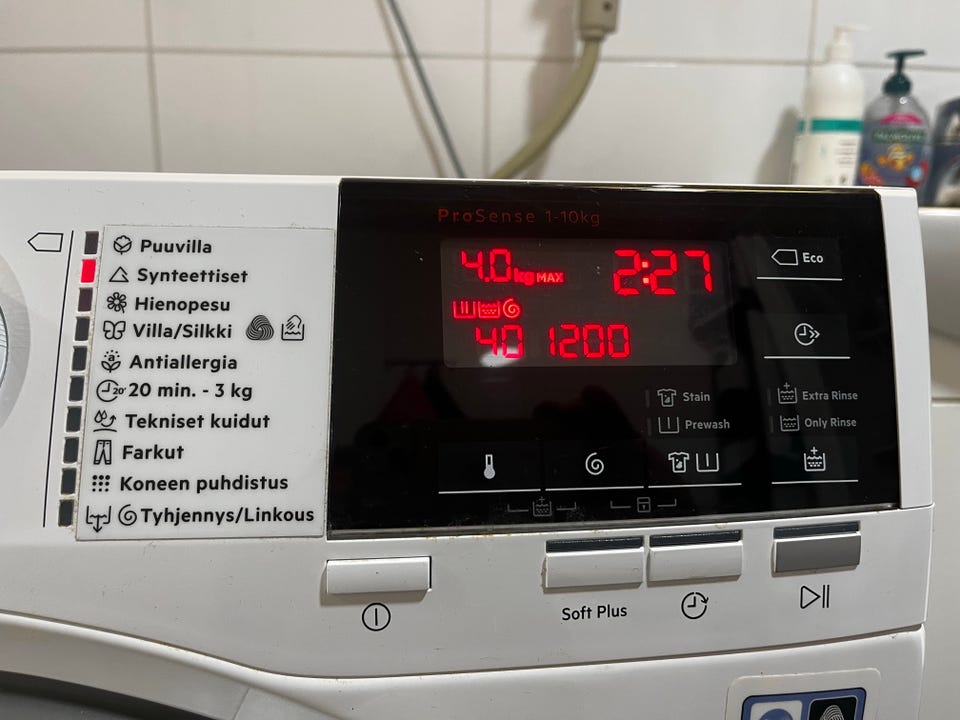 Puuvilla
Synteettiset
Hienopesu
Villa/Silkki
Antiallergia
20' 20 min. - 3 kg
Tekniset kuidut
Farkut
Koneen puhdistus
Tyhjennys/Linkous
ProSense 1-10kg
4.0 kg MAX 2:27
40 1200
Eco
Stain
Prewash
Extra Rinse
Only Rinse
Soft Plus